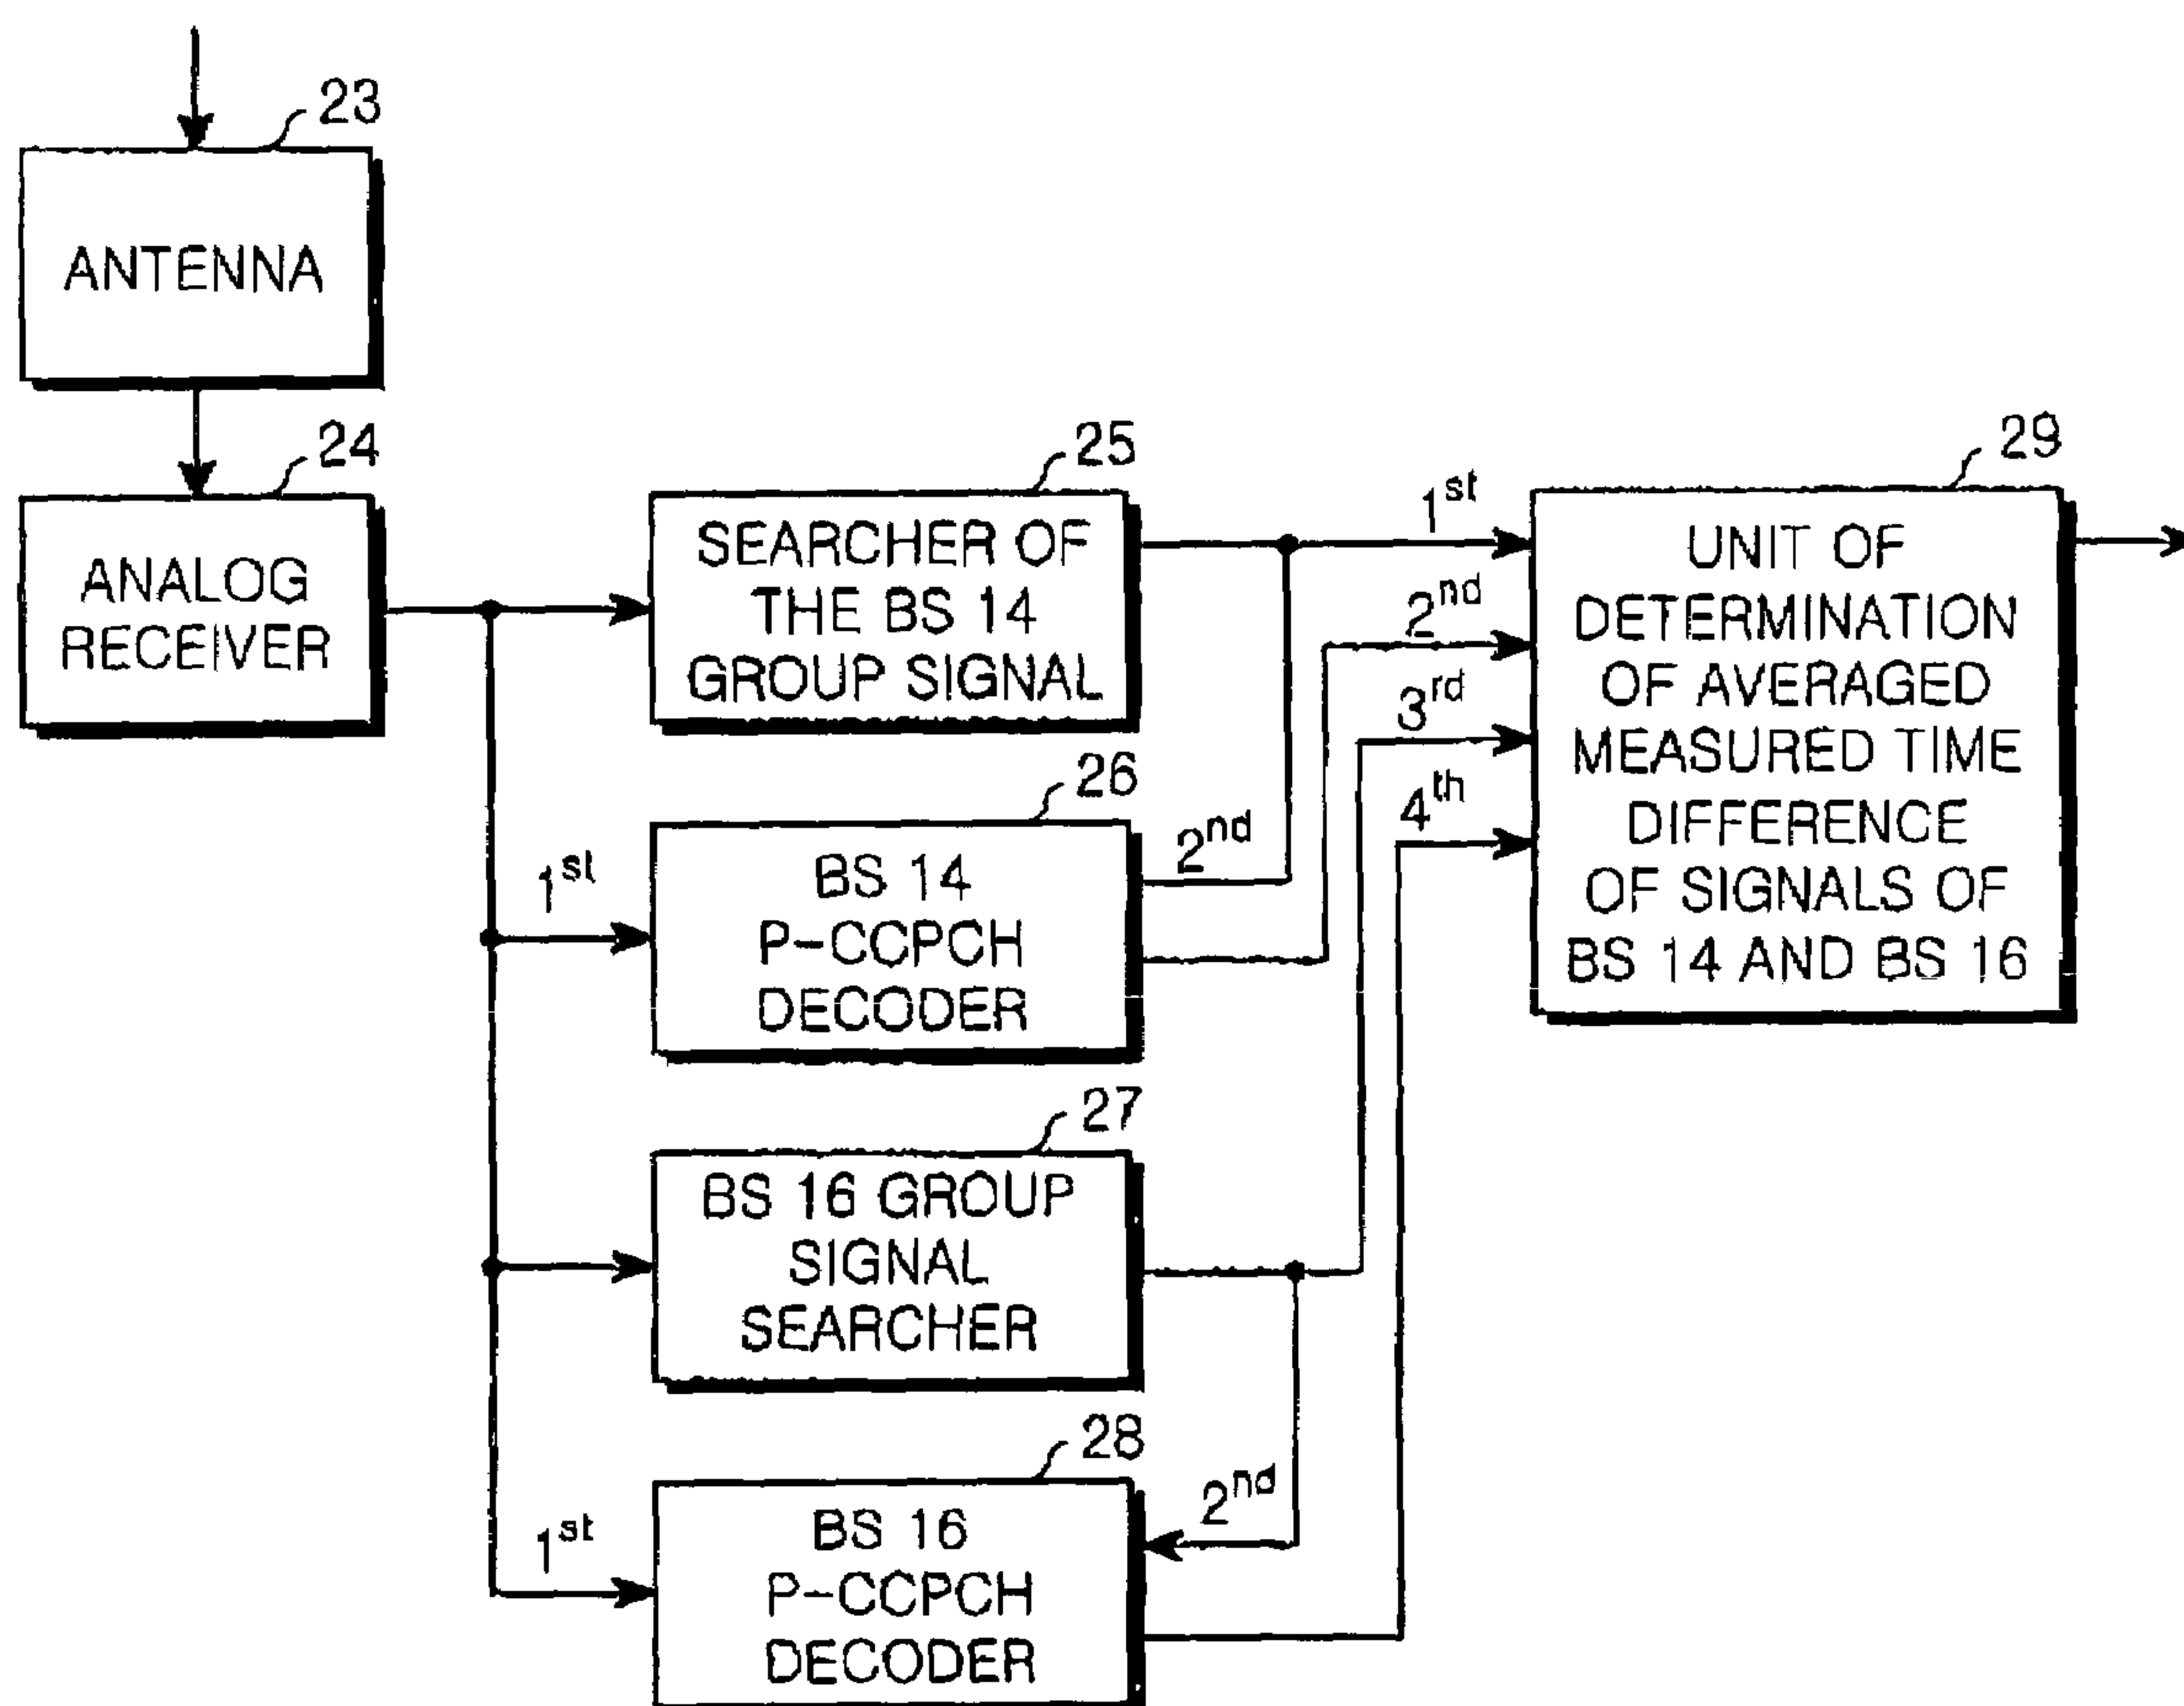 23
ANTENNA
24
ANALOG
RECEIVER
25
SEARCHER OF
THE BS 14
GROUP SIGNAL
26
1st
BS 14
P-CCPCH
DECODER
2nd
27
BS 16 GROUP
SIGNAL
SEARCHER
28
1st
BS 16
P-CCPCH
DECODER
2nd
1st
2nd
3rd
4th
29
UNIT OF
DETERMINATION
OF AVERAGED
MEASURED TIME
DIFFERENCE
OF SIGNALS OF
BS 14 AND BS 16